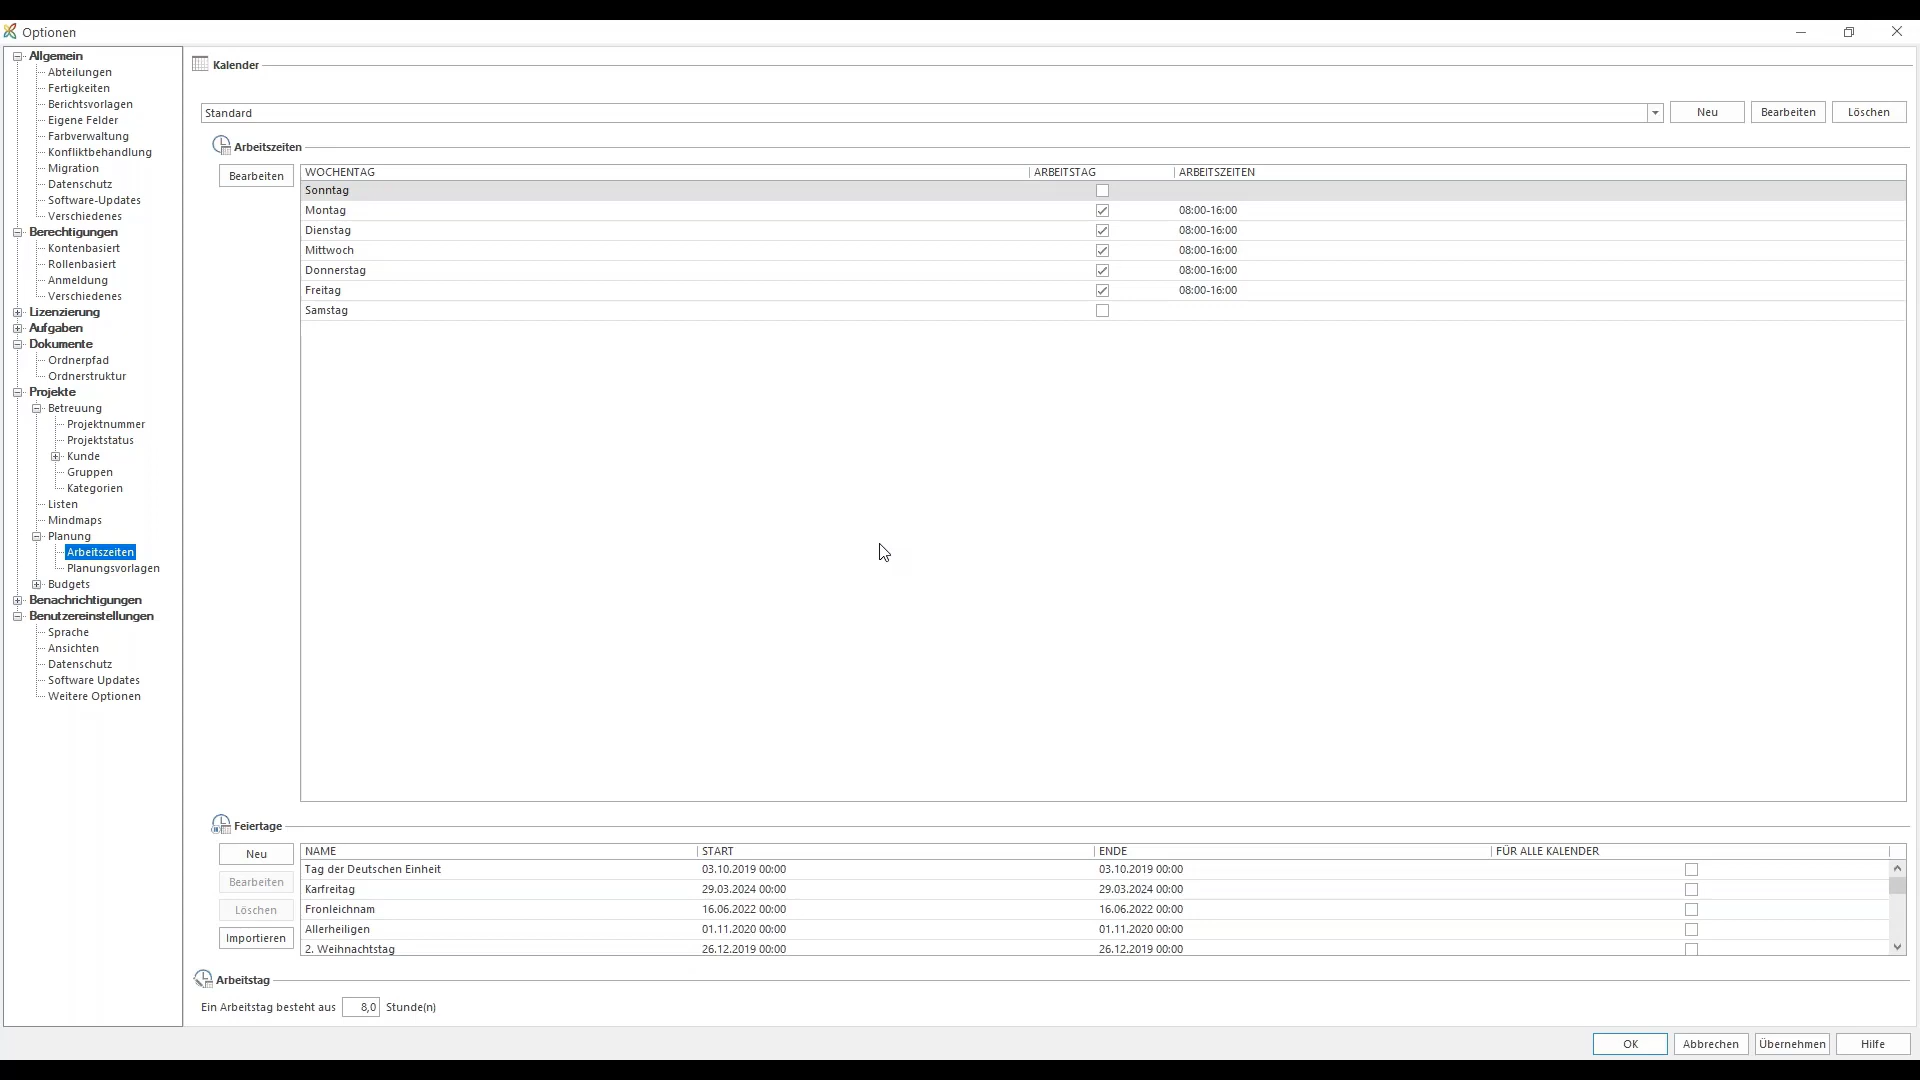 Optionen
Allgemein
Abteilungen
Fertigkeiten
Berichtsvorlagen
Eigene Felder
Farbverwaltung
Konfliktbehandlung
Migration
Datenschutz
Software-Updates
Verschiedenes
Berechtigungen
Kontenbasiert
Rollenbasiert
Anmeldung
Verschiedenes
Lizenzierung
Aufgaben
Dokumente
Ordnerpfad
Ordnerstruktur
Projekte
Betreuung
Projektnummer
Projektstatus
Kunde
Gruppen
Kategorien
Listen
Mindmaps
Planung
Arbeitszeiten
Planungsvorlagen
Budgets
Benachrichtigungen
Benutzereinstellungen
Sprache
Ansichten
Datenschutz
Software Updates
Weitere Optionen
Kalender
Standard Neu Bearbeiten Löschen
Arbeitszeiten
Bearbeiten
WOCHENTAG ARBEITSTAG ARBEITSZEITEN
Sonntag
Montag 08:00-16:00
Dienstag 08:00-16:00
Mittwoch 08:00-16:00
Donnerstag 08:00-16:00
Freitag 08:00-16:00
Samstag
Feiertage
Neu
Bearbeiten
Löschen
Importieren
NAME START ENDE FÜR ALLE KALENDER
Tag der Deutschen Einheit 03.10.2019 00:00 03.10.2019 00:00
Karfreitag 29.03.2024 00:00 29.03.2024 00:00
Fronleichnam 16.06.2022 00:00 16.06.2022 00:00
Allerheiligen 01.11.2020 00:00 01.11.2020 00:00
2. Weihnachtstag 26.12.2019 00:00 26.12.2019 00:00
Arbeitstag
Ein Arbeitstag besteht aus 8,0 Stunde(n)
OK Abbrechen Übernehmen Hilfe